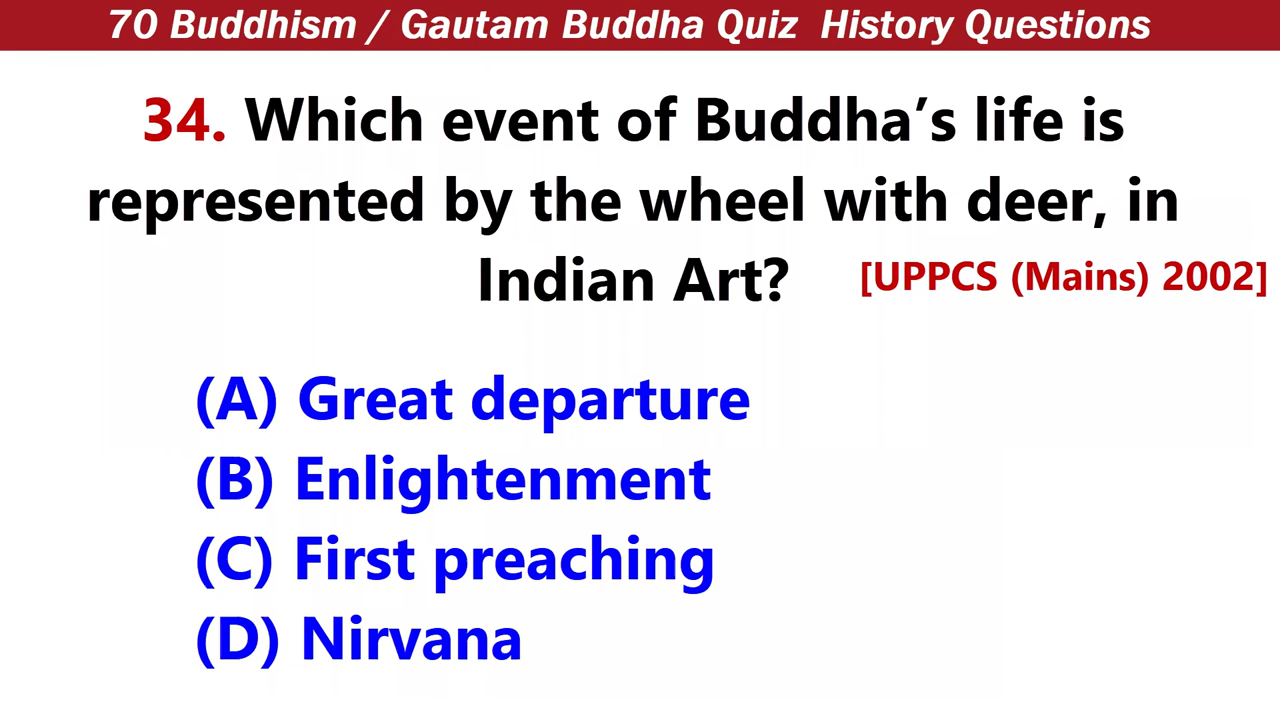 70 Buddhism / Gautam Buddha Quiz History Questions
34. Which event of Buddha’s life is
represented by the wheel with deer, in
Indian Art? [UPPCS (Mains) 2002]
(A) Great departure
(B) Enlightenment
(C) First preaching
(D) Nirvana